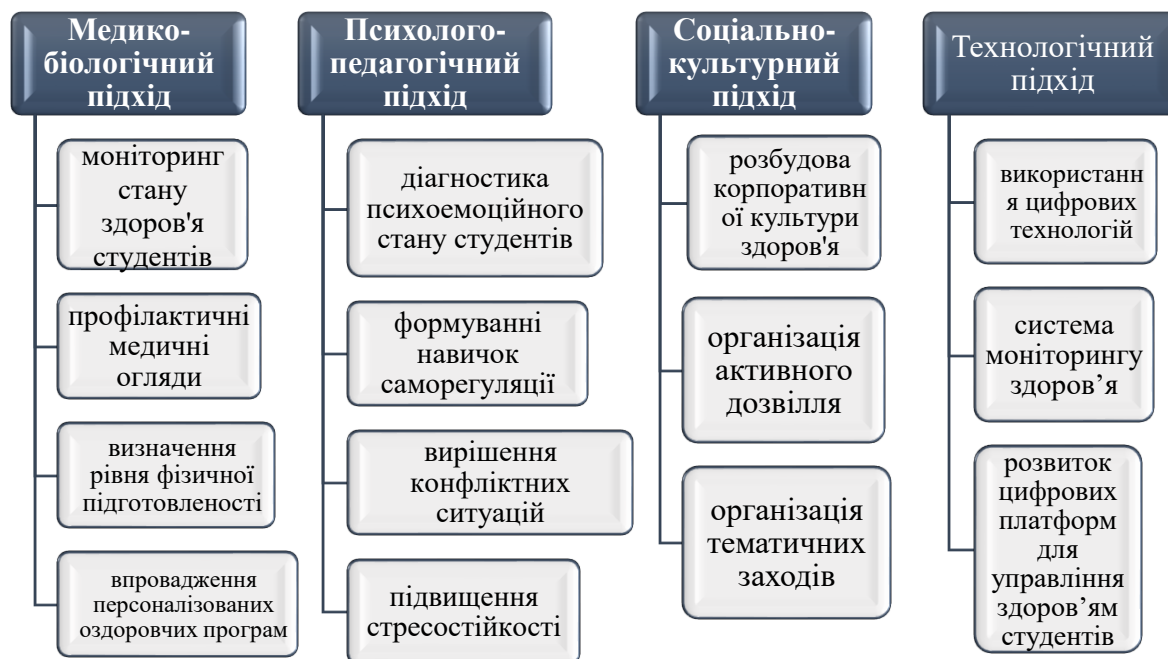 Медико-
біологічний
підхід
моніторинг
стану
здоров'я
студентів
профілактичні
медичні
огляди
визначення
рівня фізичної
підготовленості
впровадження
персоналізованих
оздоровчих програм
Психолого-
педагогічний
підхід
діагностика
психоемоційного
стану студентів
формуванні
навичок
саморегуляції
вирішення
конфліктних
ситуацій
підвищення
стресостійкості
Соціально-
культурний
підхід
розбудова
корпоративн
ої культури
здоров'я
організація
активного
дозвілля
організація
тематичних
заходів
Технологічний
підхід
використанн
я цифрових
технологій
система
моніторингу
здоров’я
розвиток
цифрових
платформ
для
управління
здоров’ям
студентів